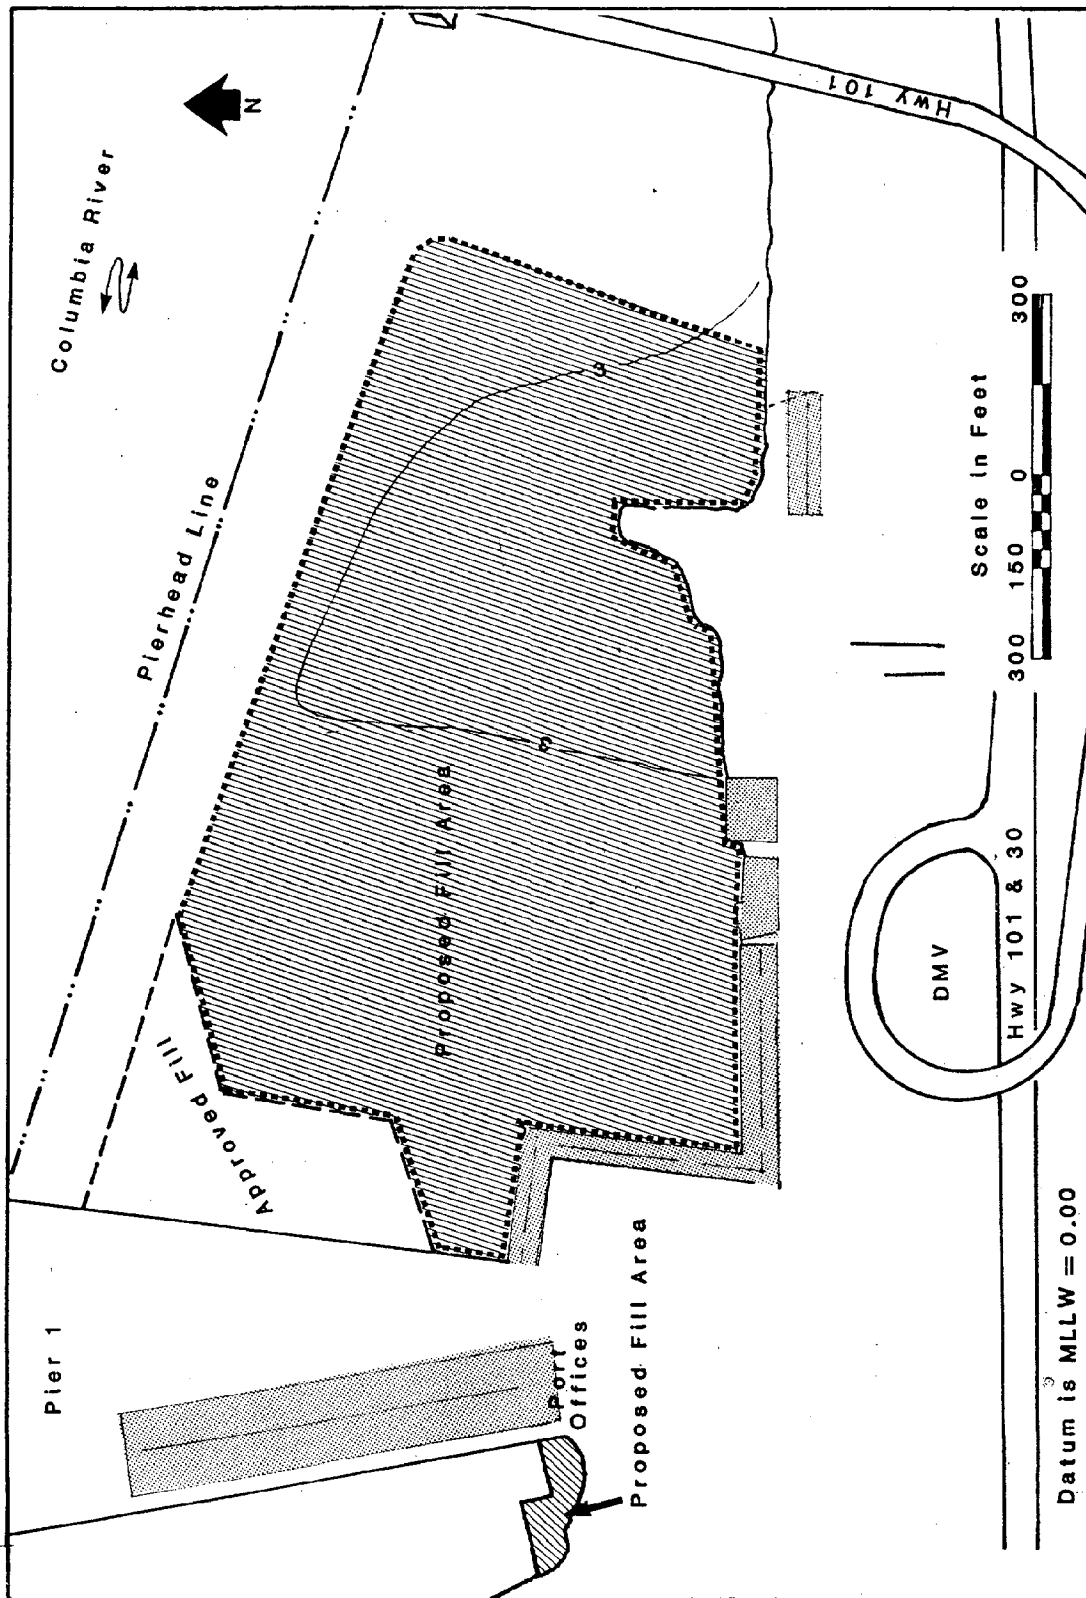 Columbia River
N
Pierhead Line
Hwy 101
Pier 1
Approved Fill
Proposed Fill Area
3
3
Port
Offices
Proposed Fill Area
DMV
Hwy 101 & 30
Scale in Feet
300 150 0 300
Datum is MLLW = 0.00